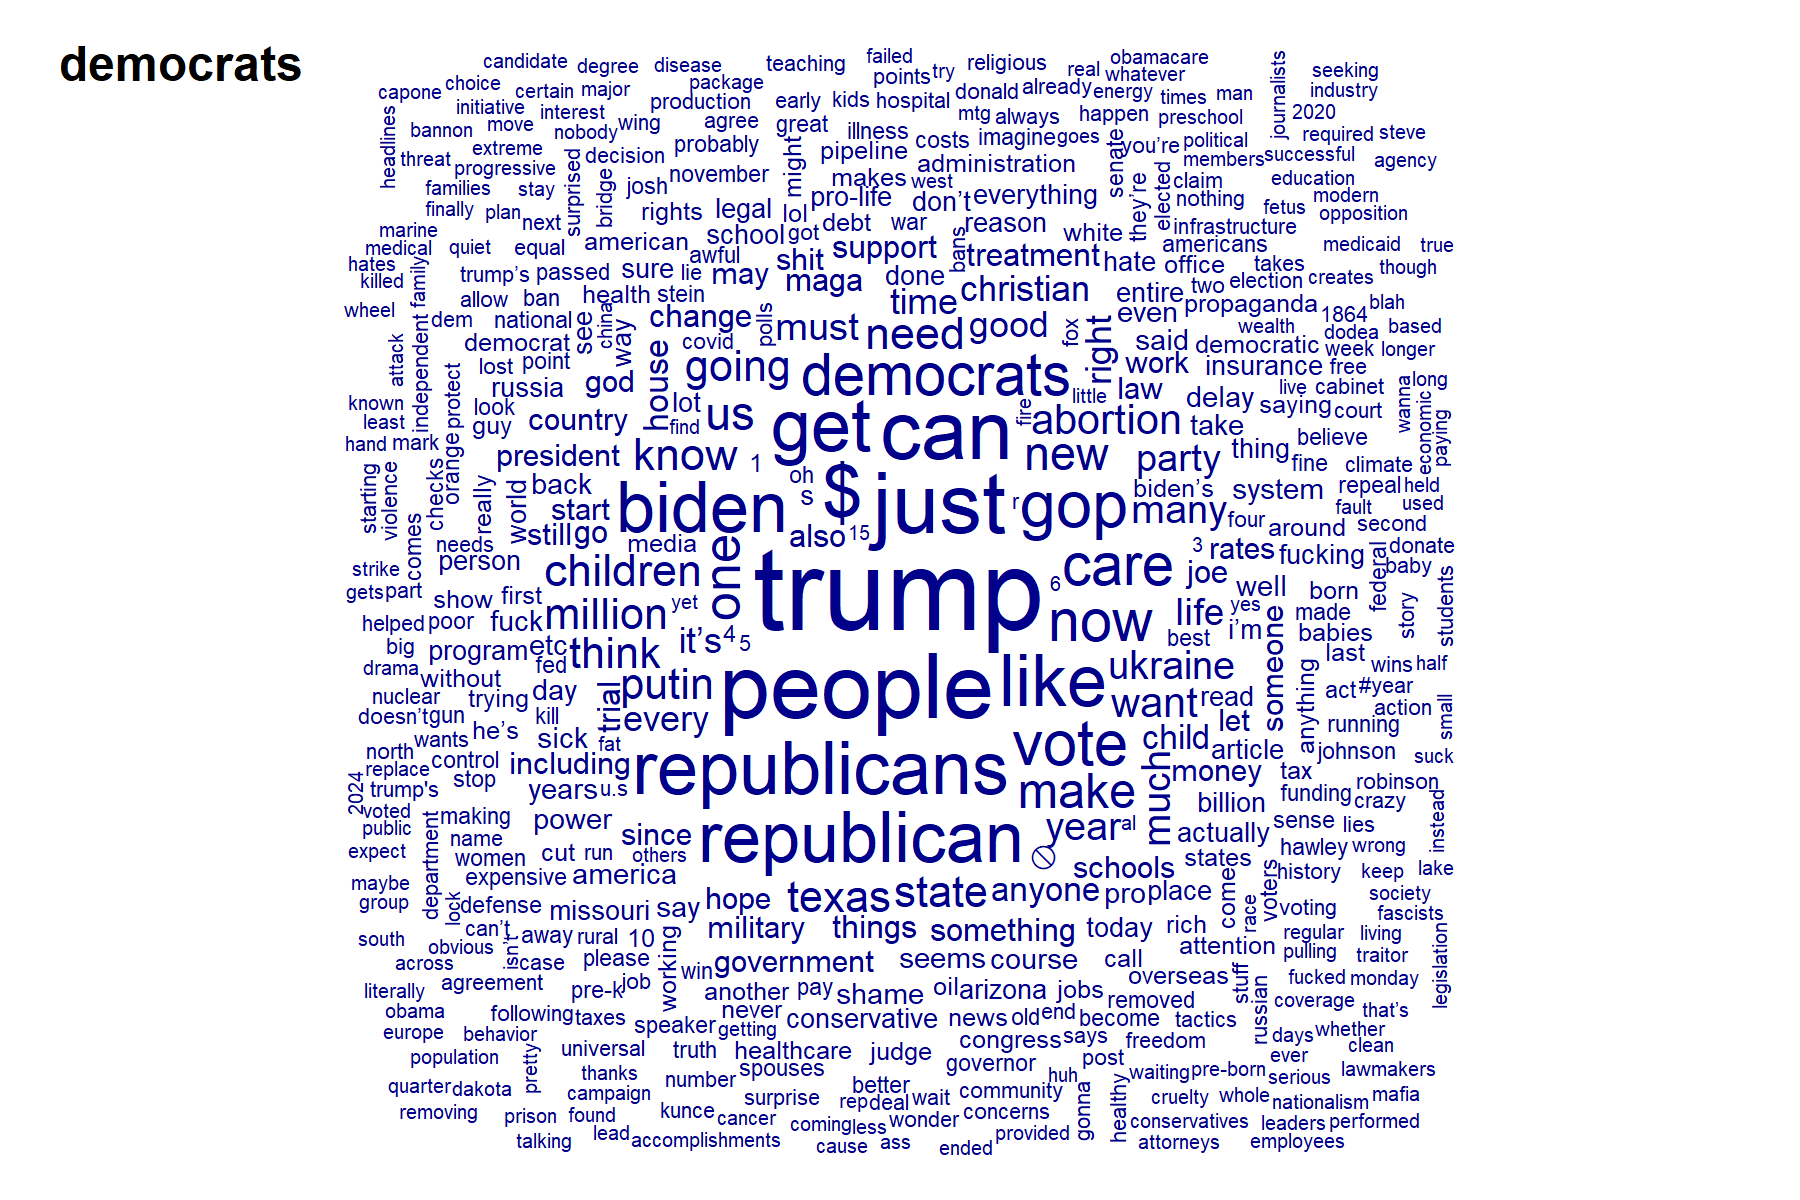 democrats
candidate degree disease teaching failed points try religious real obamacare whatever journalists seeking industry
capone choice certain major package production early kids hospital donald already energy times man 2020
headlines initiative interest nobody wing agree great illness costs mtg always imagine goes happen preschool required steve
bannon move extreme decision probably might pipeline administration senate you're political members successful agency
threat progressive surprised bridge josh november makes west pro-life don't everything they're elected claim nothing education modern
families stay finally plan next rights legal lol got debt war reason white infrastructure fetus opposition
marine medical quiet equal american school awful shit support bans treatment hate office americans takes medicaid true
hates killed family trump's passed sure lie may maga done christian entire two election creates though
wheel allow ban health stein time even propaganda 1864 blah
dem national see china way change polls must need good fox right said wealth dodea based
attack independent democrat covid democratic week longer
lost point house going democrats work insurance free
protect russia god lot little law delay live cabinet wanna long
known look guy country find us get can fire abortion take saying court economic paying
least hand mark president know 1 new party thing believe
starting violence checks orange really world back oh s $ just r gop biden's system fine climate repeal held
start biden many four around fault used second
comes needs still go media also 15 3 rates fucking federal donate
strike person children one trump 6 care joe well born baby
gets part show first million yet now life yes made story students
helped poor fuck it's 4 5 best i'm someone babies
big program etc think ukraine last wins half
drama without fed putin people like want read anything act #year
nuclear trying day trial let action small
doesn't gun kill every vote child running
wants he's sick fat article johnson suck
north control including republicans much money tax robinson
2024 replace stop years u.s make billion funding crazy
trump's voted making power since year al actually sense lies instead
public name republican hawley wrong
expect department women cut run others schools states history keep lake
maybe expensive america come voters society
group lock defense missouri say hope texas state anyone pro place race voting fascists
south can't isn't away rural 10 working military things something today rich regular living legislation
obvious case please win government seems course call attention pulling traitor
across agreement pre-k job another pay shame oil arizona jobs overseas stuff russian fucked monday
literally never removed coverage that's
obama following taxes speaker getting conservative news old end become tactics days whether
europe behavior congress says freedom clean
population pretty universal truth healthcare judge governor post ever lawmakers
thanks spouses huh waiting pre-born serious
quarter dakota campaign number better community gonna healthy cruelty whole nationalism mafia
removing prison found kunce surprise rep deal wait concerns conservatives leaders performed
talking lead accomplishments cancer coming less wonder provided attorneys employees
cause ass ended